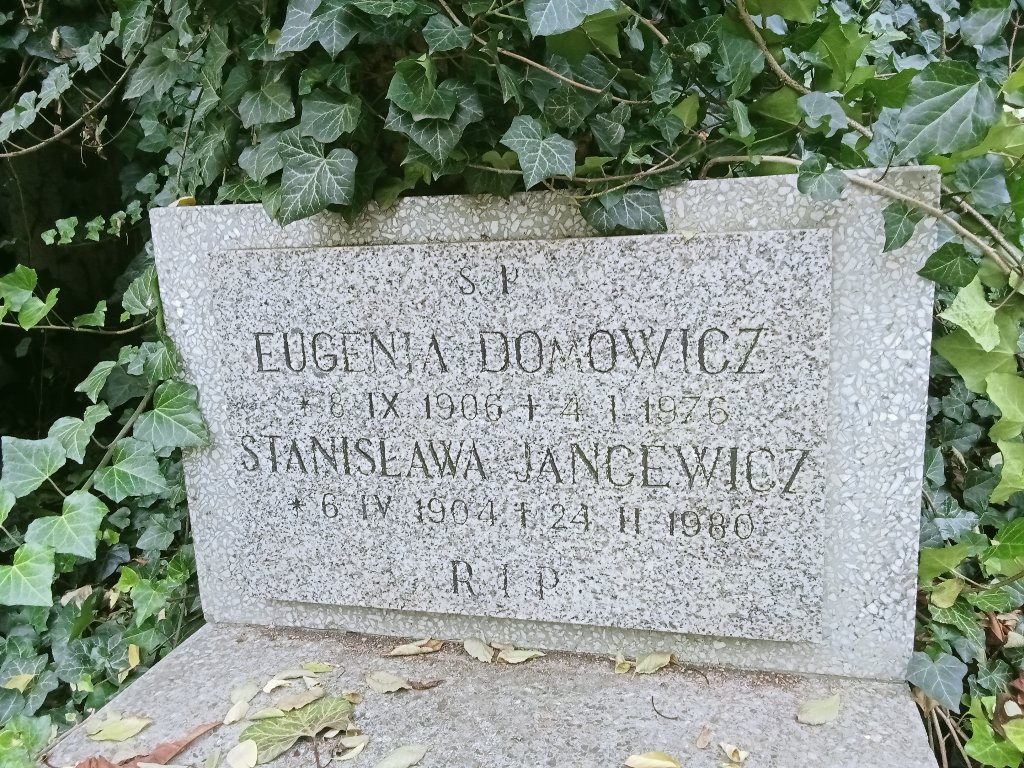 S P
EUGENIA DOMOWICZ
* 8 IX 1906 + 4 I 1976
STANISŁAWA JANCEWICZ
* 6 IV 1904 + 24 II 1980
R I P